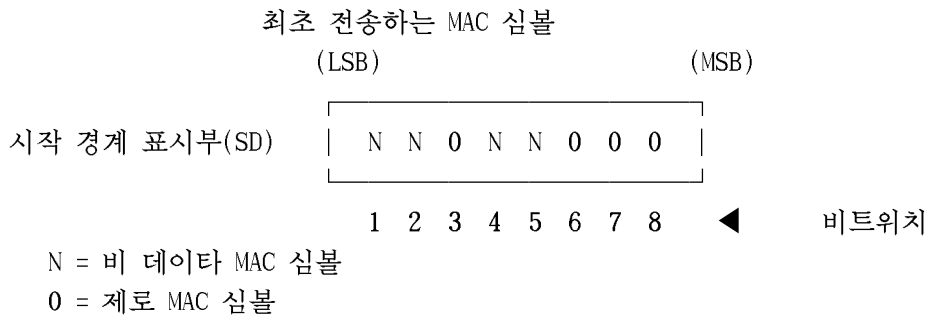 최초 전송하는 MAC 심볼
(LSB) (MSB)
시작 경계 표시부(SD) N N 0 N N 0 0 0
1 2 3 4 5 6 7 8 ◀ 비트위치
N = 비 데이타 MAC 심볼
0 = 제로 MAC 심볼